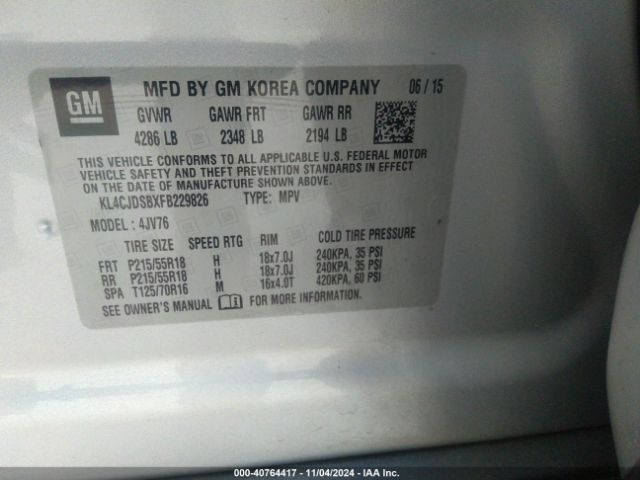 GM
MFD BY GM KOREA COMPANY 06 / 15
GVWR GAWR FRT GAWR RR
4286 LB 2348 LB 2194 LB
THIS VEHICLE CONFORMS TO ALL APPLICABLE U.S. FEDERAL MOTOR
VEHICLE SAFETY AND THEFT PREVENTION STANDARDS IN EFFECT
ON THE DATE OF MANUFACTURE SHOWN ABOVE.
KL4CJDSBXFB229826 TYPE: MPV
MODEL: 4JV76
TIRE SIZE SPEED RTG RIM COLD TIRE PRESSURE
FRT P215/55R18 H 18x7.0J 240KPA, 35 PSI
RR P215/55R18 H 18x7.0J 240KPA, 35 PSI
SPA T125/70R16 M 16x4.0T 420KPA, 60 PSI
SEE OWNER'S MANUAL FOR MORE INFORMATION.
000-40764417 - 11/04/2024 - IAA Inc.